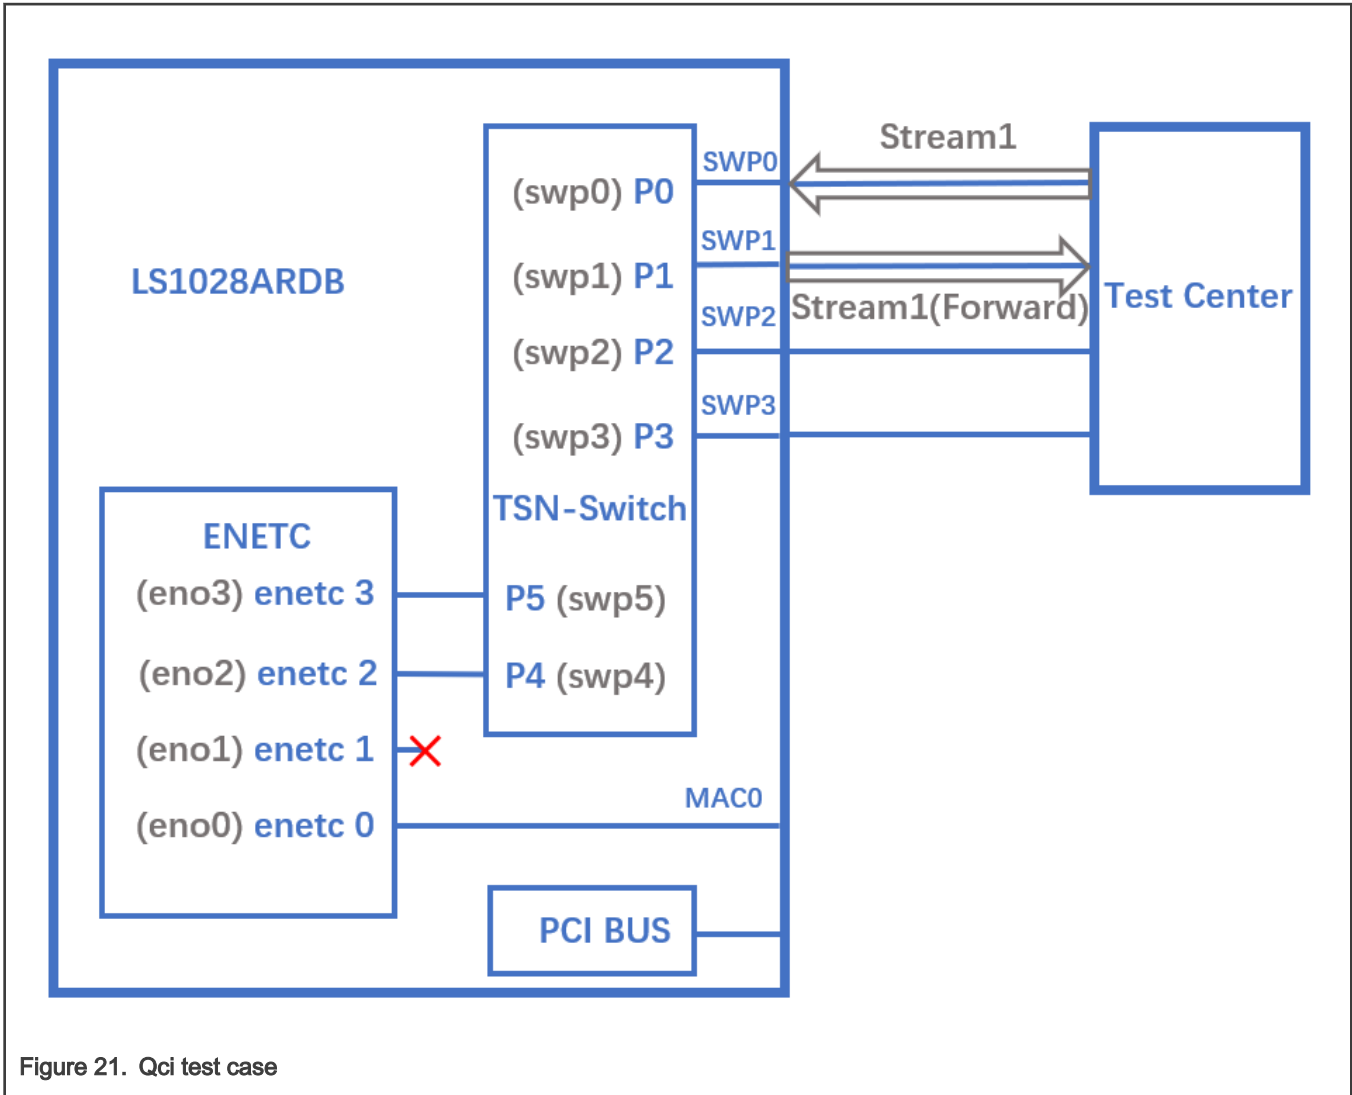 Stream1
SWP0
(swp0) P0
SWP1
(swp1) P1
LS1028ARDB
Test Center
Stream1(Forward)
SWP2
(swp2) P2
SWP3
(swp3) P3
TSN-Switch
ENETC
(eno3) enetc 3
P5 (swp5)
(eno2) enetc 2
P4 (swp4)
(eno1) enetc 1
MAC0
(eno0) enetc 0
PCI BUS
Figure 21. Qci test case